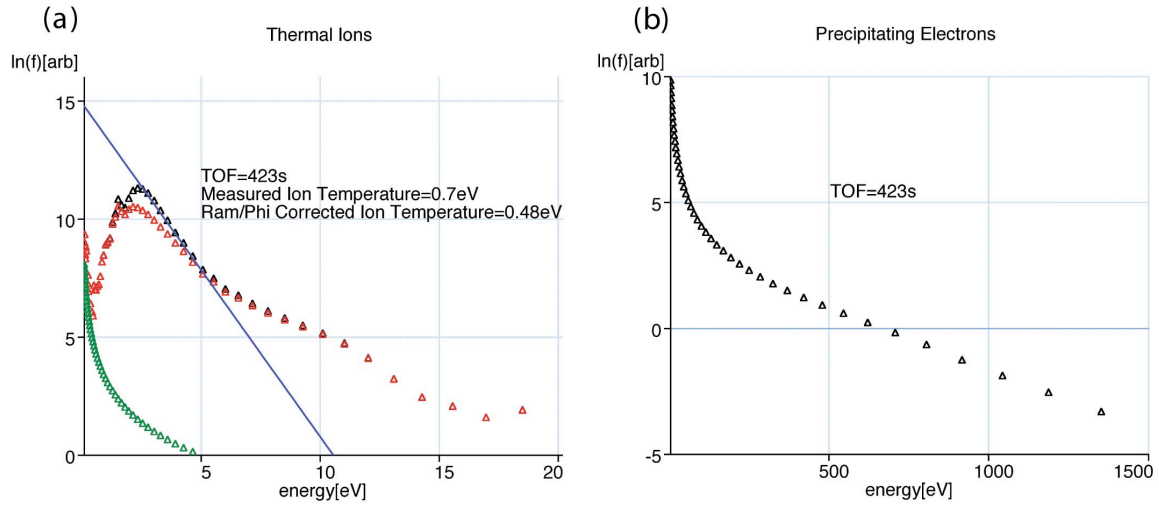 (a)
Thermal Ions
ln(f)[arb]
15
10
5
0
TOF=423s
Measured Ion Temperature=0.7eV
Ram/Phi Corrected Ion Temperature=0.48eV
5
10
15
20
energy[eV]
(b)
Precipitating Electrons
ln(f)[arb]
10
5
0
-5
TOF=423s
500
1000
1500
energy[eV]